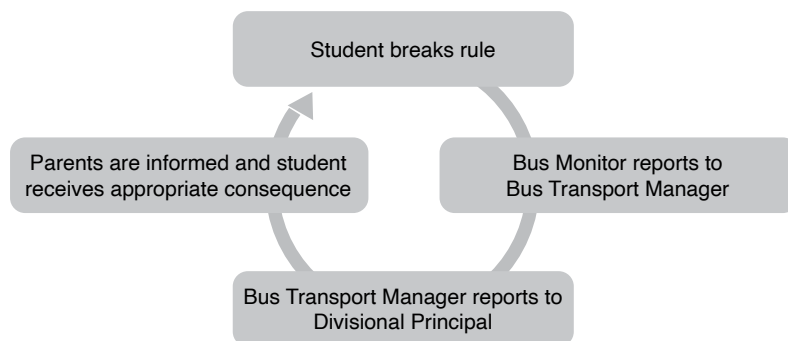 Student breaks rule
Bus Monitor reports to
Bus Transport Manager
Bus Transport Manager reports to
Divisional Principal
Parents are informed and student
receives appropriate consequence